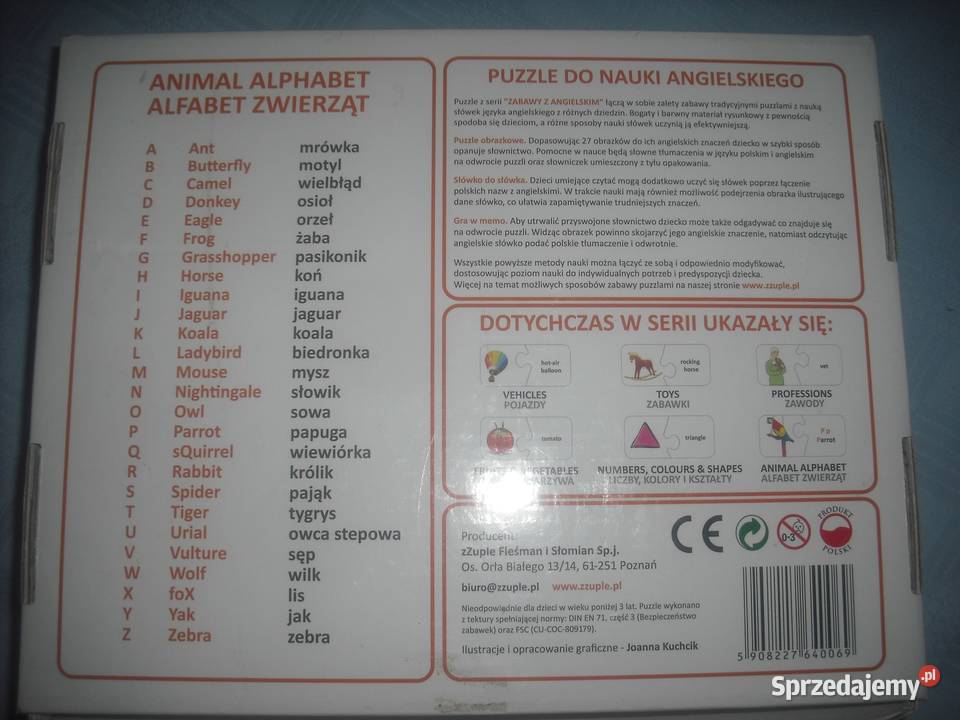 ANIMAL ALPHABET
ALFABET ZWIERZĄT
A Ant mrówka
B Butterfly motyl
C Camel wielbłąd
D Donkey osioł
E Eagle orzeł
F Frog żaba
G Grasshopper pasikonik
H Horse koń
I Iguana iguana
J Jaguar jaguar
K Koala koala
L Ladybird biedronka
M Mouse mysz
N Nightingale słowik
O Owl sowa
P Parrot papuga
Q sQuirrel wiewiórka
R Rabbit królik
S Spider pająk
T Tiger tygrys
U Urial owca stepowa
V Vulture sęp
W Wolf wilk
X foX lis
Y Yak jak
Z Zebra zebra
PUZZLE DO NAUKI ANGIELSKIEGO
Puzzle z serii "ZABAWY Z ANGIELSKIM" łączą w sobie zalety zabawy tradycyjnymi puzzlami z nauką
słówek języka angielskiego z różnych dziedzin. Bogaty i barwny materiał rysunkowy z pewnością
spodoba się dzieciom, a różne sposoby nauki słówek uczynią ją efektywniejszą.
Puzzle obrazkowe. Dopasowując 27 obrazków do ich angielskich znaczeń dziecko w szybki sposób
opanuje słownictwo. Pomocne w nauce będą słowne tłumaczenia w języku polskim i angielskim
na odwrocie puzzli oraz słowniczek umieszczony z tyłu opakowania.
Słówko do słówka. Dzieci umiejące czytać mogą dodatkowo uczyć się słówek poprzez łączenie
polskich nazw z angielskimi. W trakcie nauki mają również możliwość podejrzenia obrazka ilustrującego
dane słówko, co ułatwia zapamiętywanie trudniejszych znaczeń.
Gra w memo. Aby utrwalić przyswojone słownictwo dziecko może także odgadywać co znajduje się
na odwrocie puzzli. Widząc obrazek powinno skojarzyć jego angielskie znaczenie, natomiast odczytując
angielskie słówko podać polskie tłumaczenie i odwrotnie.
Wszystkie powyższe metody nauki można łączyć ze sobą i odpowiednio modyfikować,
dostosowując poziom nauki do indywidualnych potrzeb i predyspozycji dziecka.
Więcej na temat możliwych sposobów zabawy puzzlami na naszej stronie www.zzuple.pl
DOTYCHCZAS W SERII UKAZAŁY SIĘ:
hot-air
balloon
rocking
horse
vet
VEHICLES
POJAZDY
TOYS
ZABAWKI
PROFESSIONS
ZAWODY
tomato
triangle
P p
Parrot
VEGETABLES
NUMBERS, COLOURS & SHAPES
LICZBY, KOLORY I KSZTAŁTY
ANIMAL ALPHABET
ALFABET ZWIERZĄT
Producent:
zZuple Fleśman i Słomian Sp.j.
Os. Orła Białego 13/14, 61-251 Poznań
biuro@zzuple.pl www.zzuple.pl
CE
0-3
PRODUKT
POLSKI
Nieodpowiednie dla dzieci w wieku poniżej 3 lat. Puzzle wykonano
z tektury spełniającej normy: DIN EN 71, część 3 (Bezpieczeństwo
zabawek) oraz FSC (CU-COC-809179).
Ilustracje i opracowanie graficzne - Joanna Kuchcik
5 908227 640069
Sprzedajemy.pl